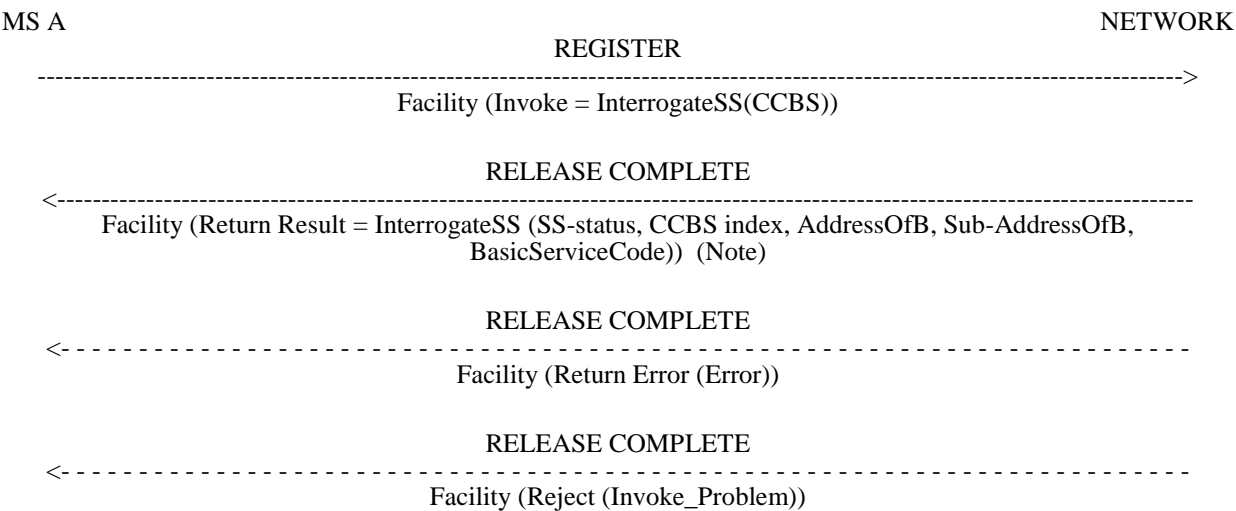 MS A NETWORK
REGISTER
------------------------------------------------------------------------------------------------------------------------------>
Facility (Invoke = InterrogateSS(CCBS))
RELEASE COMPLETE
<------------------------------------------------------------------------------------------------------------------------------
Facility (Return Result = InterrogateSS (SS-status, CCBS index, AddressOfB, Sub-AddressOfB,
BasicServiceCode)) (Note)
RELEASE COMPLETE
<- - - - - - - - - - - - - - - - - - - - - - - - - - - - - - - - - - - - - - - - - - - - - - - - - - - - - - - - - - - - - - - - - - - - - - - - - -
Facility (Return Error (Error))
RELEASE COMPLETE
<- - - - - - - - - - - - - - - - - - - - - - - - - - - - - - - - - - - - - - - - - - - - - - - - - - - - - - - - - - - - - - - - - - - - - - - - - -
Facility (Reject (Invoke_Problem))